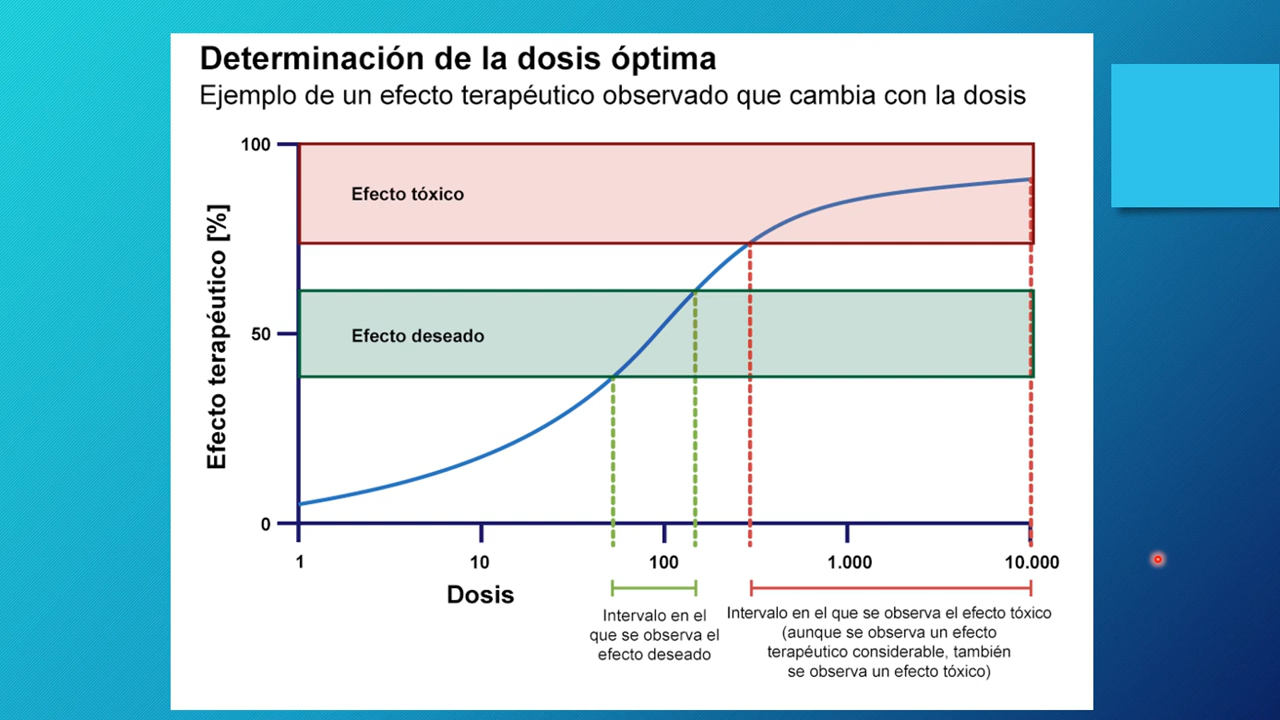 Determinación de la dosis óptima
Ejemplo de un efecto terapéutico observado que cambia con la dosis
100
Efecto tóxico
Efecto terapéutico [%]
Efecto deseado
50
0
1
10
100
1.000
10.000
Dosis
Intervalo en el
que se observa el
efecto deseado
Intervalo en el que se observa el efecto tóxico
(aunque se observa un efecto
terapéutico considerable, también
se observa un efecto tóxico)